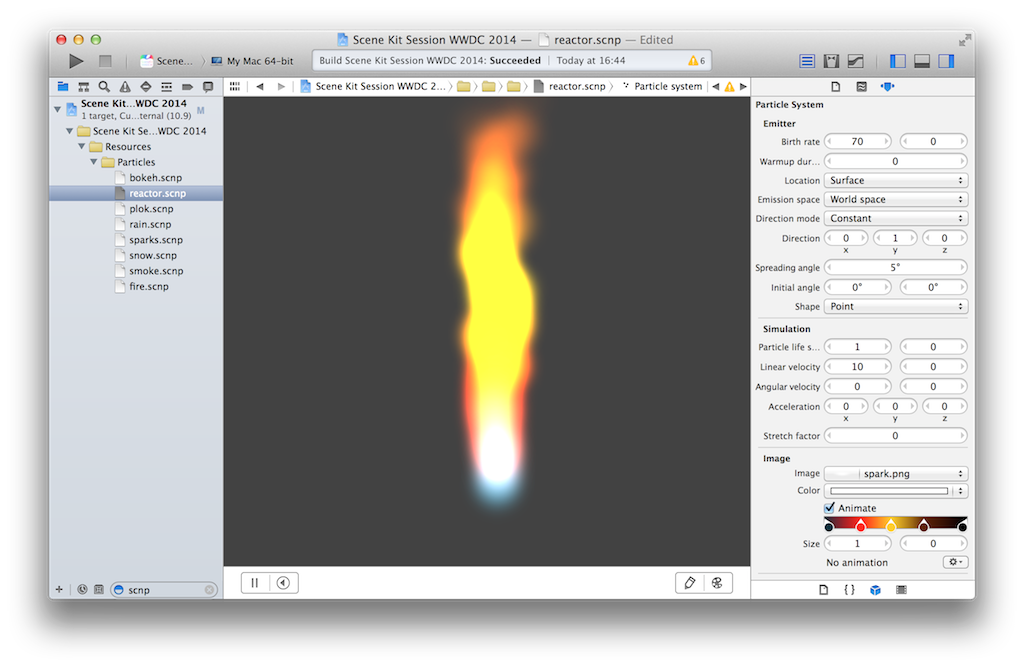 Scene Kit Session WWDC 2014 — reactor.scnp — Edited
Scene... My Mac 64-bit
Build Scene Kit Session WWDC 2014: Succeeded | Today at 16:44 6
Scene Kit Session WWDC 2... reactor.scnp Particle system
Scene Kit...WDC 2014
M
1 target, Cu...ternal (10.9)
Scene Kit Se...WDC 2014
Resources
Particles
bokeh.scnp
reactor.scnp
plok.scnp
rain.scnp
sparks.scnp
snow.scnp
smoke.scnp
fire.scnp
scnp
Particle System
Emitter
Birth rate 70 0
Warmup dur... 0
Location Surface
Emission space World space
Direction mode Constant
Direction 0 1 0
x y z
Spreading angle 5°
Initial angle 0° 0°
Shape Point
Simulation
Particle life s... 1 0
Linear velocity 10 0
Angular velocity 0 0
Acceleration 0 0 0
x y z
Stretch factor 0
Image
Image spark.png
Color
Animate
Size 1 0
No animation
{ }